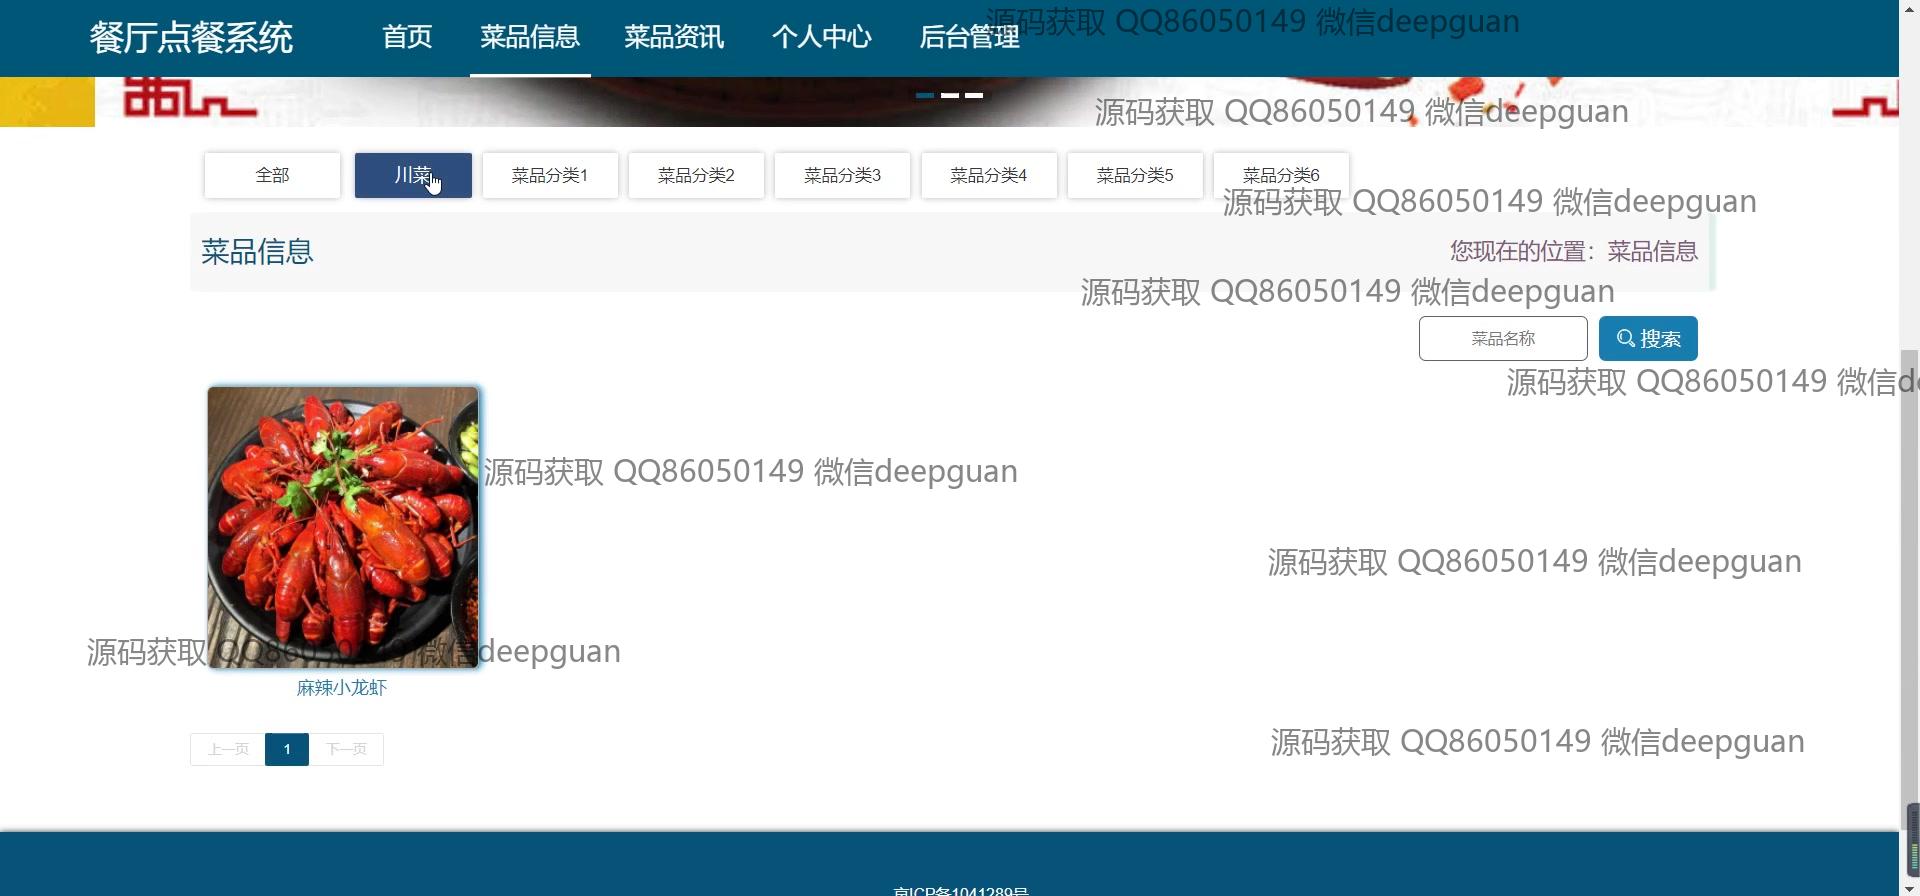 餐厅点餐系统 首页 菜品信息 菜品资讯 个人中心 后台管理
源码获取 QQ86050149 微信deepguan
源码获取 QQ86050149 微信deepguan
全部 川菜 菜品分类1 菜品分类2 菜品分类3 菜品分类4 菜品分类5 菜品分类6
源码获取 QQ86050149 微信deepguan
菜品信息 您现在的位置：菜品信息
源码获取 QQ86050149 微信deepguan
菜品名称 搜索
源码获取 QQ86050149 微信d
源码获取 QQ86050149 微信deepguan
源码获取 QQ86050149 微信deepguan
源码获取 QQ86050149 微信deepguan
麻辣小龙虾
源码获取 QQ86050149 微信deepguan
上一页 1 下一页
京ICP备1041289号